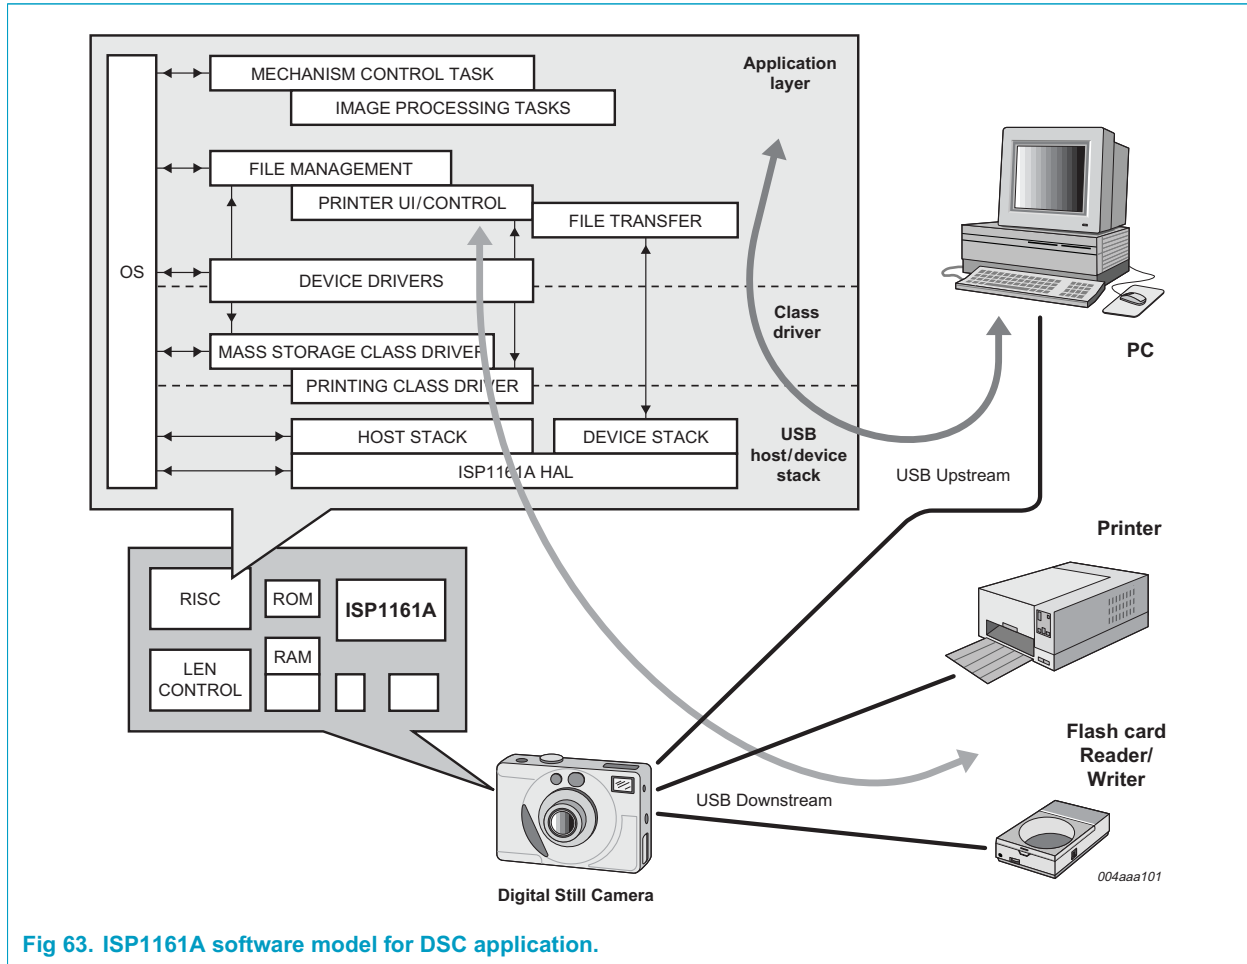 MECHANISM CONTROL TASK
IMAGE PROCESSING TASKS
Application
layer
FILE MANAGEMENT
PRINTER UI/CONTROL
FILE TRANSFER
OS
DEVICE DRIVERS
Class
driver
MASS STORAGE CLASS DRIVER
PRINTING CLASS DRIVER
HOST STACK
DEVICE STACK
USB
host/device
stack
ISP1161A HAL
PC
USB Upstream
Printer
RISC
ROM
ISP1161A
LEN
CONTROL
RAM
Flash card
Reader/
Writer
USB Downstream
Digital Still Camera
004aaa101
Fig 63. ISP1161A software model for DSC application.